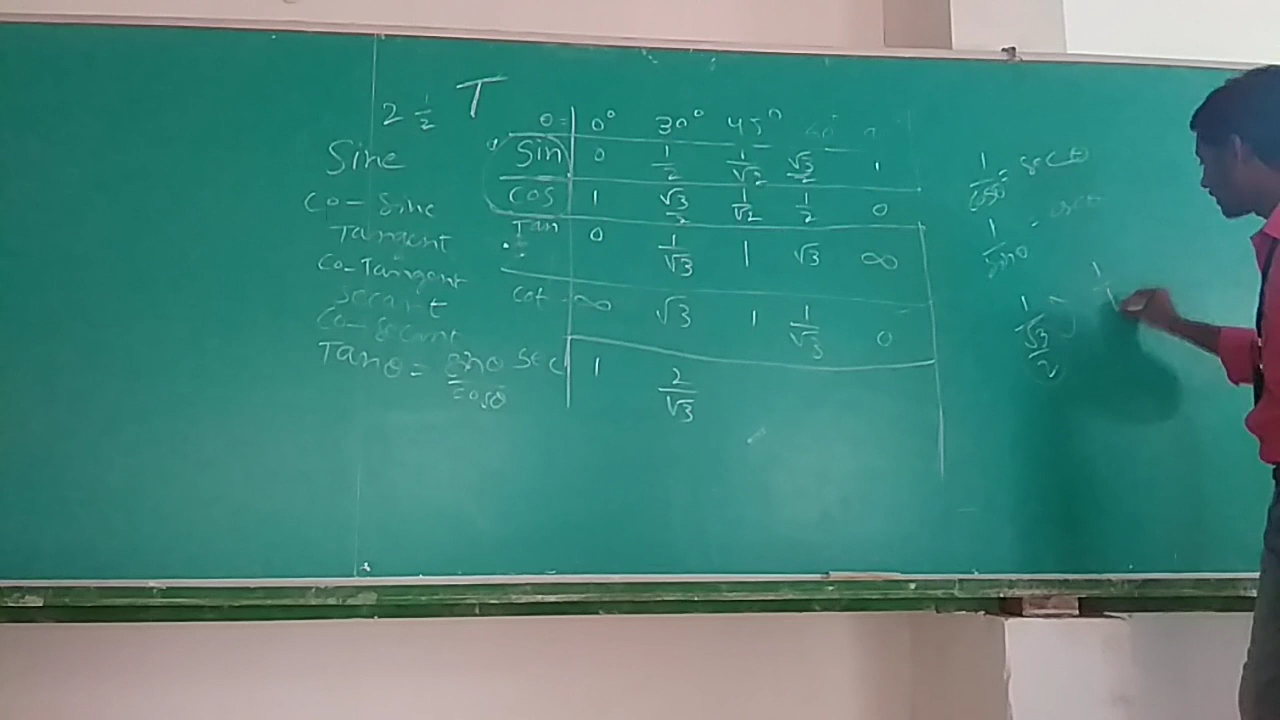 2 1/2 T
θ = 0° 30° 45° 60°
Sine Sin 0 1/2 1/√2 √3/2 1
Co-Sine cos 1 √3/2 1/√2 1/2 0
Tangent Tan 0 1/√3 1 √3 ∞
Co-Tangent Cot ∞ √3 1 1/√3 0
Secant
Co-Secant
Tanθ = Sinθ/cosθ Sec 1 2/√3
1/cosθ = secθ
1/sinθ =
1/(√3/2) =